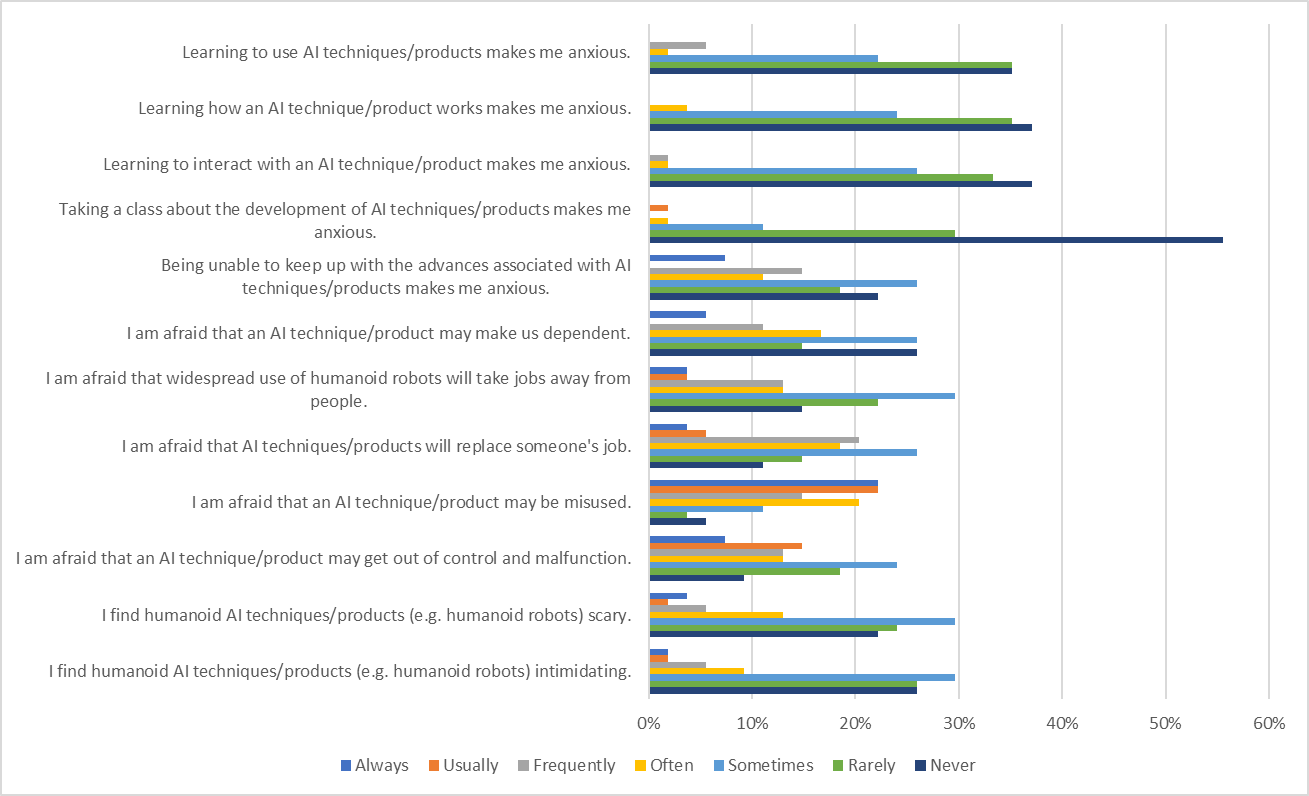 Learning to use AI techniques/products makes me anxious.
Learning how an AI technique/product works makes me anxious.
Learning to interact with an AI technique/product makes me anxious.
Taking a class about the development of AI techniques/products makes me
anxious.
Being unable to keep up with the advances associated with AI
techniques/products makes me anxious.
I am afraid that an AI technique/product may make us dependent.
I am afraid that widespread use of humanoid robots will take jobs away from
people.
I am afraid that AI techniques/products will replace someone's job.
I am afraid that an AI technique/product may be misused.
I am afraid that an AI technique/product may get out of control and malfunction.
I find humanoid AI techniques/products (e.g. humanoid robots) scary.
I find humanoid AI techniques/products (e.g. humanoid robots) intimidating.
0% 10% 20% 30% 40% 50% 60%
Always Usually Frequently Often Sometimes Rarely Never